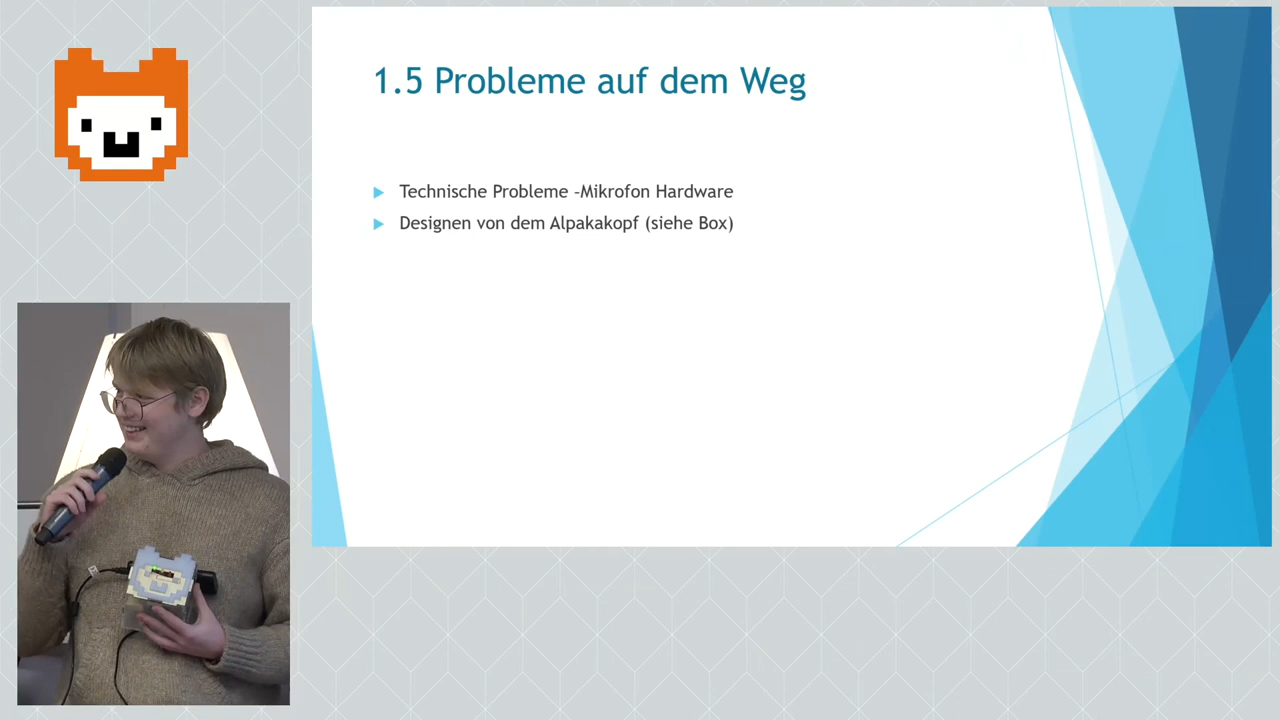 1.5 Probleme auf dem Weg
Technische Probleme -Mikrofon Hardware
Designen von dem Alpakakopf (siehe Box)